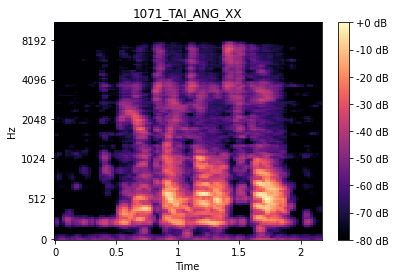 1071_TAI_ANG_XX
+0 dB
8192
-10 dB
4096
-20 dB
-30 dB
2048
Hz
-40 dB
1024
-50 dB
512
-60 dB
-70 dB
0
-80 dB
0 0.5 1 1.5 2
Time